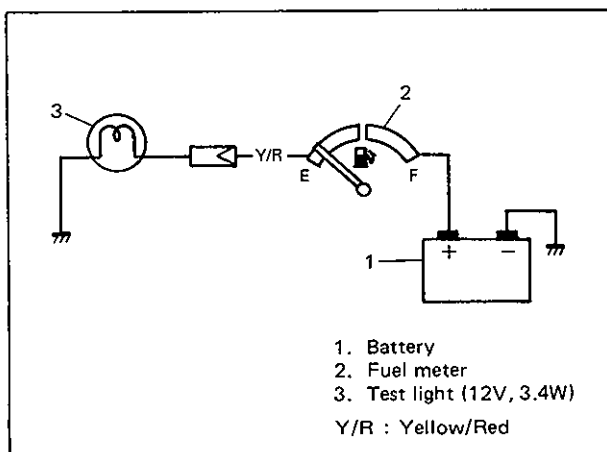 3
2
Y/R
E
F
1
+
−
1. Battery
2. Fuel meter
3. Test light (12V, 3.4W)
Y/R : Yellow/Red